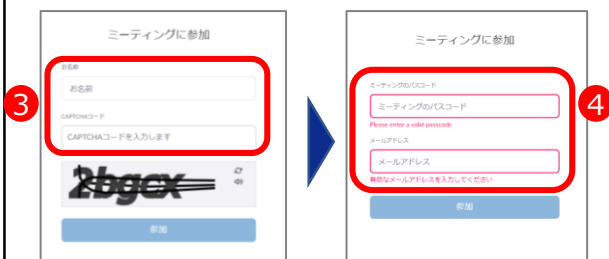 ミーティングに参加
お名前
お名前
CAPTCHAコード
CAPTCHAコードを入力します
2bgcx
参加
3
ミーティングに参加
ミーティングのパスコード
ミーティングのパスコード
Please enter a valid passcode
メールアドレス
メールアドレス
有効なメールアドレスを入力してください
参加
4